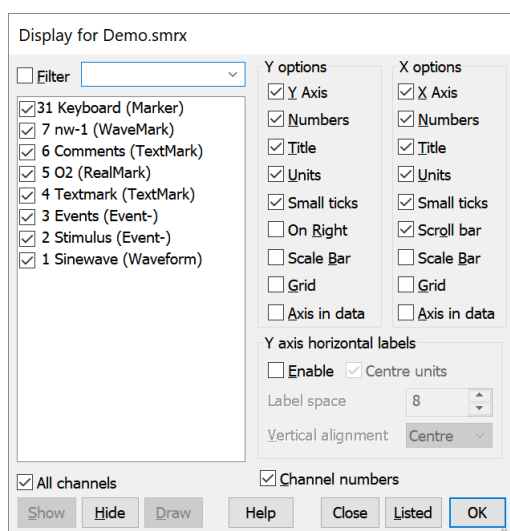 Display for Demo.smrx
Filter
31 Keyboard (Marker)
7 nw-1 (WaveMark)
6 Comments (TextMark)
5 O2 (RealMark)
4 Textmark (TextMark)
3 Events (Event-)
2 Stimulus (Event-)
1 Sinewave (Waveform)
All channels
Y options
Y Axis
Numbers
Title
Units
Small ticks
On Right
Scale Bar
Grid
Axis in data
X options
X Axis
Numbers
Title
Units
Small ticks
Scroll bar
Scale Bar
Grid
Axis in data
Y axis horizontal labels
Enable Centre units
Label space 8
Vertical alignment Centre
Channel numbers
Show Hide Draw Help Close Listed OK